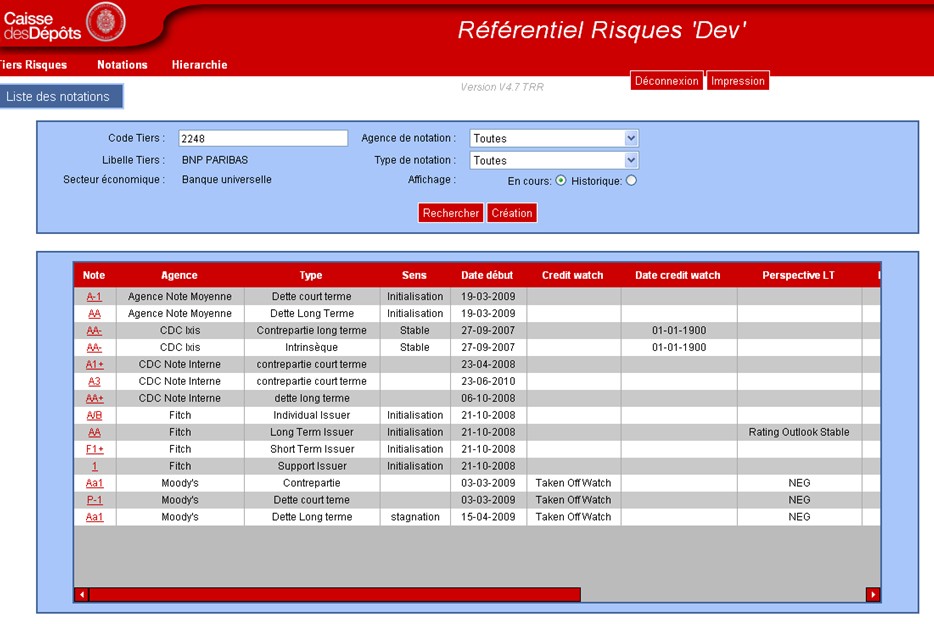 Caisse
desDépôts
Référentiel Risques 'Dev'
Tiers Risques Notations Hierarchie
Version V4.7 TRR
Déconnexion Impression
Liste des notations
Code Tiers : 2248 Agence de notation : Toutes
Libelle Tiers : BNP PARIBAS Type de notation : Toutes
Secteur économique : Banque universelle Affichage : En cours: Historique:
Rechercher Création
Note Agence Type Sens Date début Credit watch Date credit watch Perspective LT
A-1 Agence Note Moyenne Dette court terme Initialisation 19-03-2009
AA Agence Note Moyenne Dette Long Terme Initialisation 19-03-2009
AA- CDC Ixis Contrepartie long terme Stable 27-09-2007 01-01-1900
AA- CDC Ixis Intrinsèque Stable 27-09-2007 01-01-1900
A1+ CDC Note Interne contrepartie court terme 23-04-2008
A3 CDC Note Interne contrepartie court terme 23-06-2010
AA+ CDC Note Interne dette long terme 06-10-2008
A/B Fitch Individual Issuer Initialisation 21-10-2008
AA Fitch Long Term Issuer Initialisation 21-10-2008 Rating Outlook Stable
F1+ Fitch Short Term Issuer Initialisation 21-10-2008
1 Fitch Support Issuer Initialisation 21-10-2008
Aa1 Moody's Contrepartie 03-03-2009 Taken Off Watch NEG
P-1 Moody's Dette court teme 03-03-2009 Taken Off Watch NEG
Aa1 Moody's Dette Long terme stagnation 15-04-2009 Taken Off Watch NEG